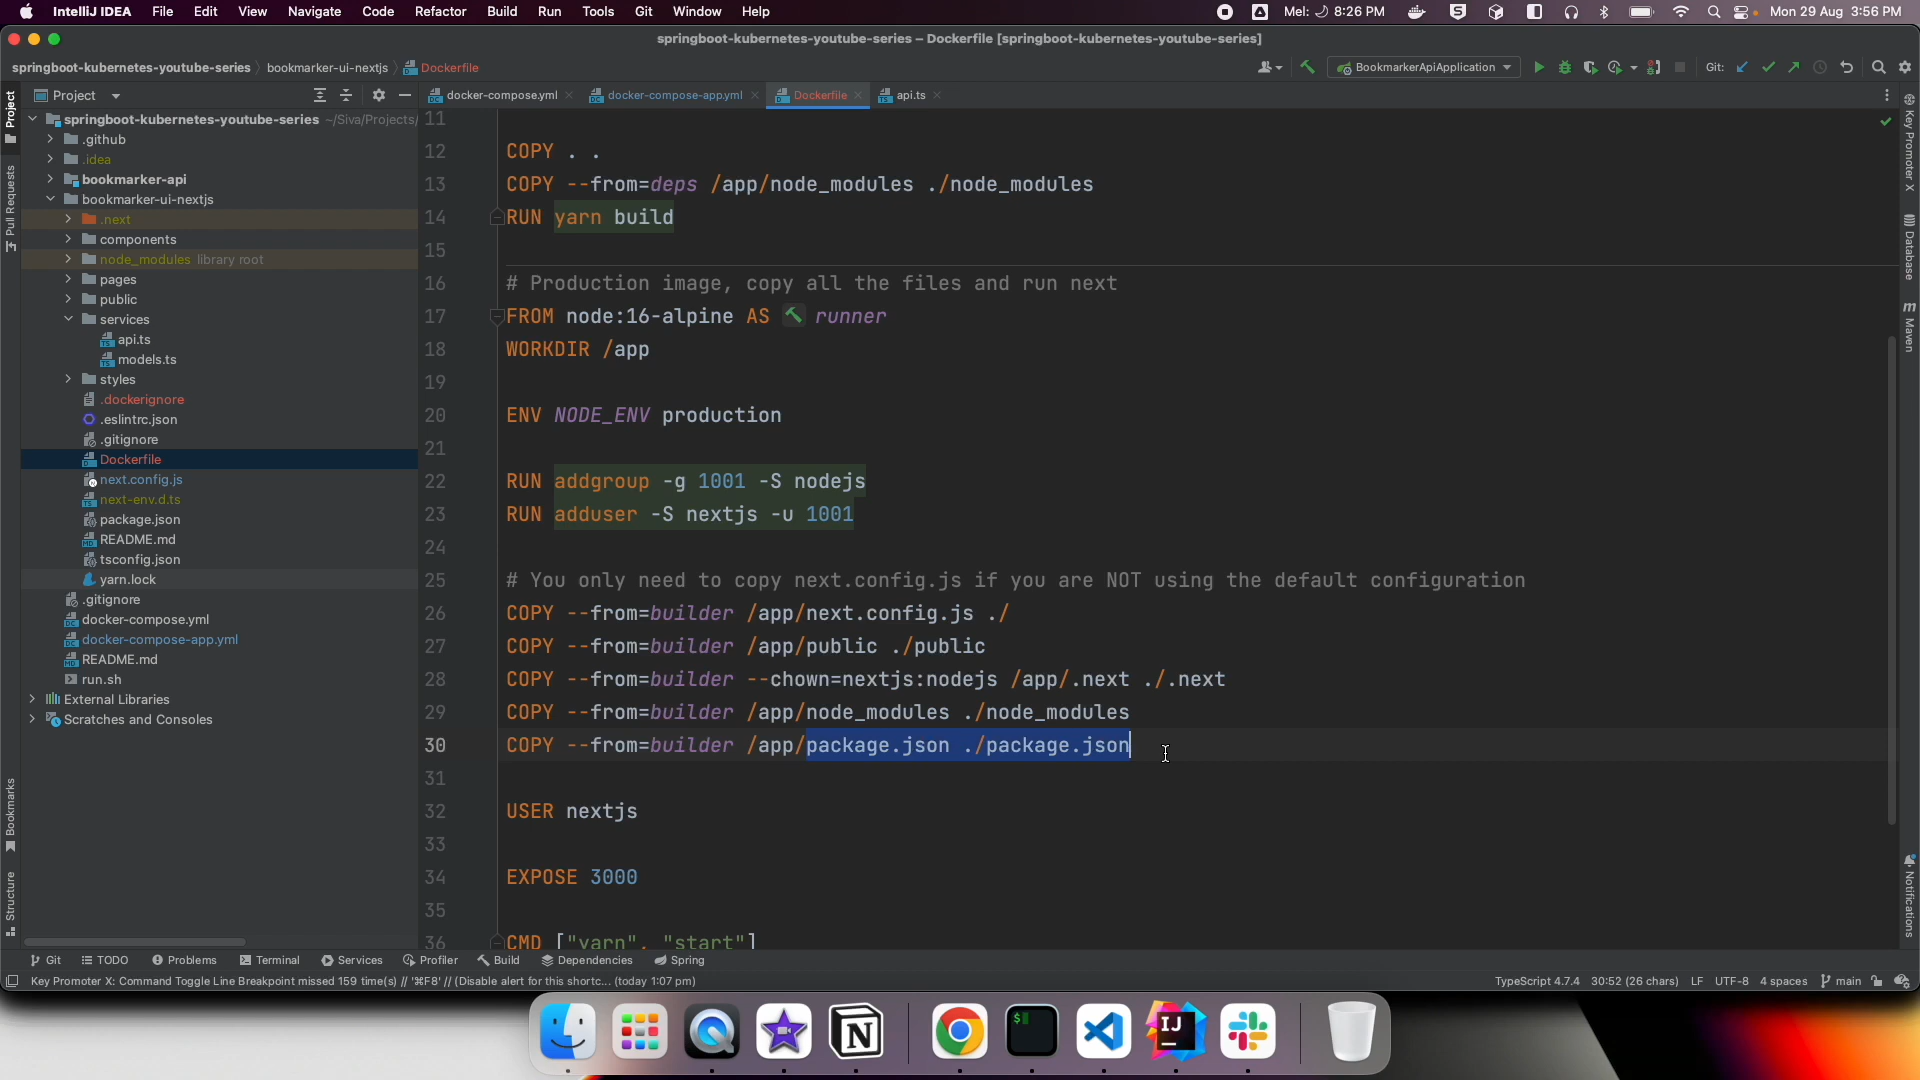 IntelliJ IDEA File Edit View Navigate Code Refactor Build Run Tools Git Window Help Mel: 8:26 PM Mon 29 Aug 3:56 PM
springboot-kubernetes-youtube-series – Dockerfile [springboot-kubernetes-youtube-series]
springboot-kubernetes-youtube-series bookmarker-ui-nextjs Dockerfile BookmarkerApiApplication Git:
Project docker-compose.yml docker-compose-app.yml Dockerfile api.ts
springboot-kubernetes-youtube-series ~/Siva/Projects/
.github
.idea
bookmarker-api
bookmarker-ui-nextjs
.next
components
node_modules library root
pages
public
services
api.ts
models.ts
styles
.dockerignore
.eslintrc.json
.gitignore
Dockerfile
next.config.js
next-env.d.ts
package.json
README.md
tsconfig.json
yarn.lock
.gitignore
docker-compose.yml
docker-compose-app.yml
README.md
run.sh
External Libraries
Scratches and Consoles
Project
Pull Requests
Bookmarks
Structure
11
12 COPY . .
13 COPY --from=deps /app/node_modules ./node_modules
14 RUN yarn build
15
16 # Production image, copy all the files and run next
17 FROM node:16-alpine AS runner
18 WORKDIR /app
19
20 ENV NODE_ENV production
21
22 RUN addgroup -g 1001 -S nodejs
23 RUN adduser -S nextjs -u 1001
24
25 # You only need to copy next.config.js if you are NOT using the default configuration
26 COPY --from=builder /app/next.config.js ./
27 COPY --from=builder /app/public ./public
28 COPY --from=builder --chown=nextjs:nodejs /app/.next ./.next
29 COPY --from=builder /app/node_modules ./node_modules
30 COPY --from=builder /app/package.json ./package.json
31
32 USER nextjs
33
34 EXPOSE 3000
35
36 CMD ["yarn", "start"]
Key Promoter X
Database
m Maven
Notifications
Git TODO Problems Terminal Services Profiler Build Dependencies Spring
Key Promoter X: Command Toggle Line Breakpoint missed 159 time(s) // '⌘F8' // (Disable alert for this shortc... (today 1:07 pm) TypeScript 4.7.4 30:52 (26 chars) LF UTF-8 4 spaces main
$
N
IJ